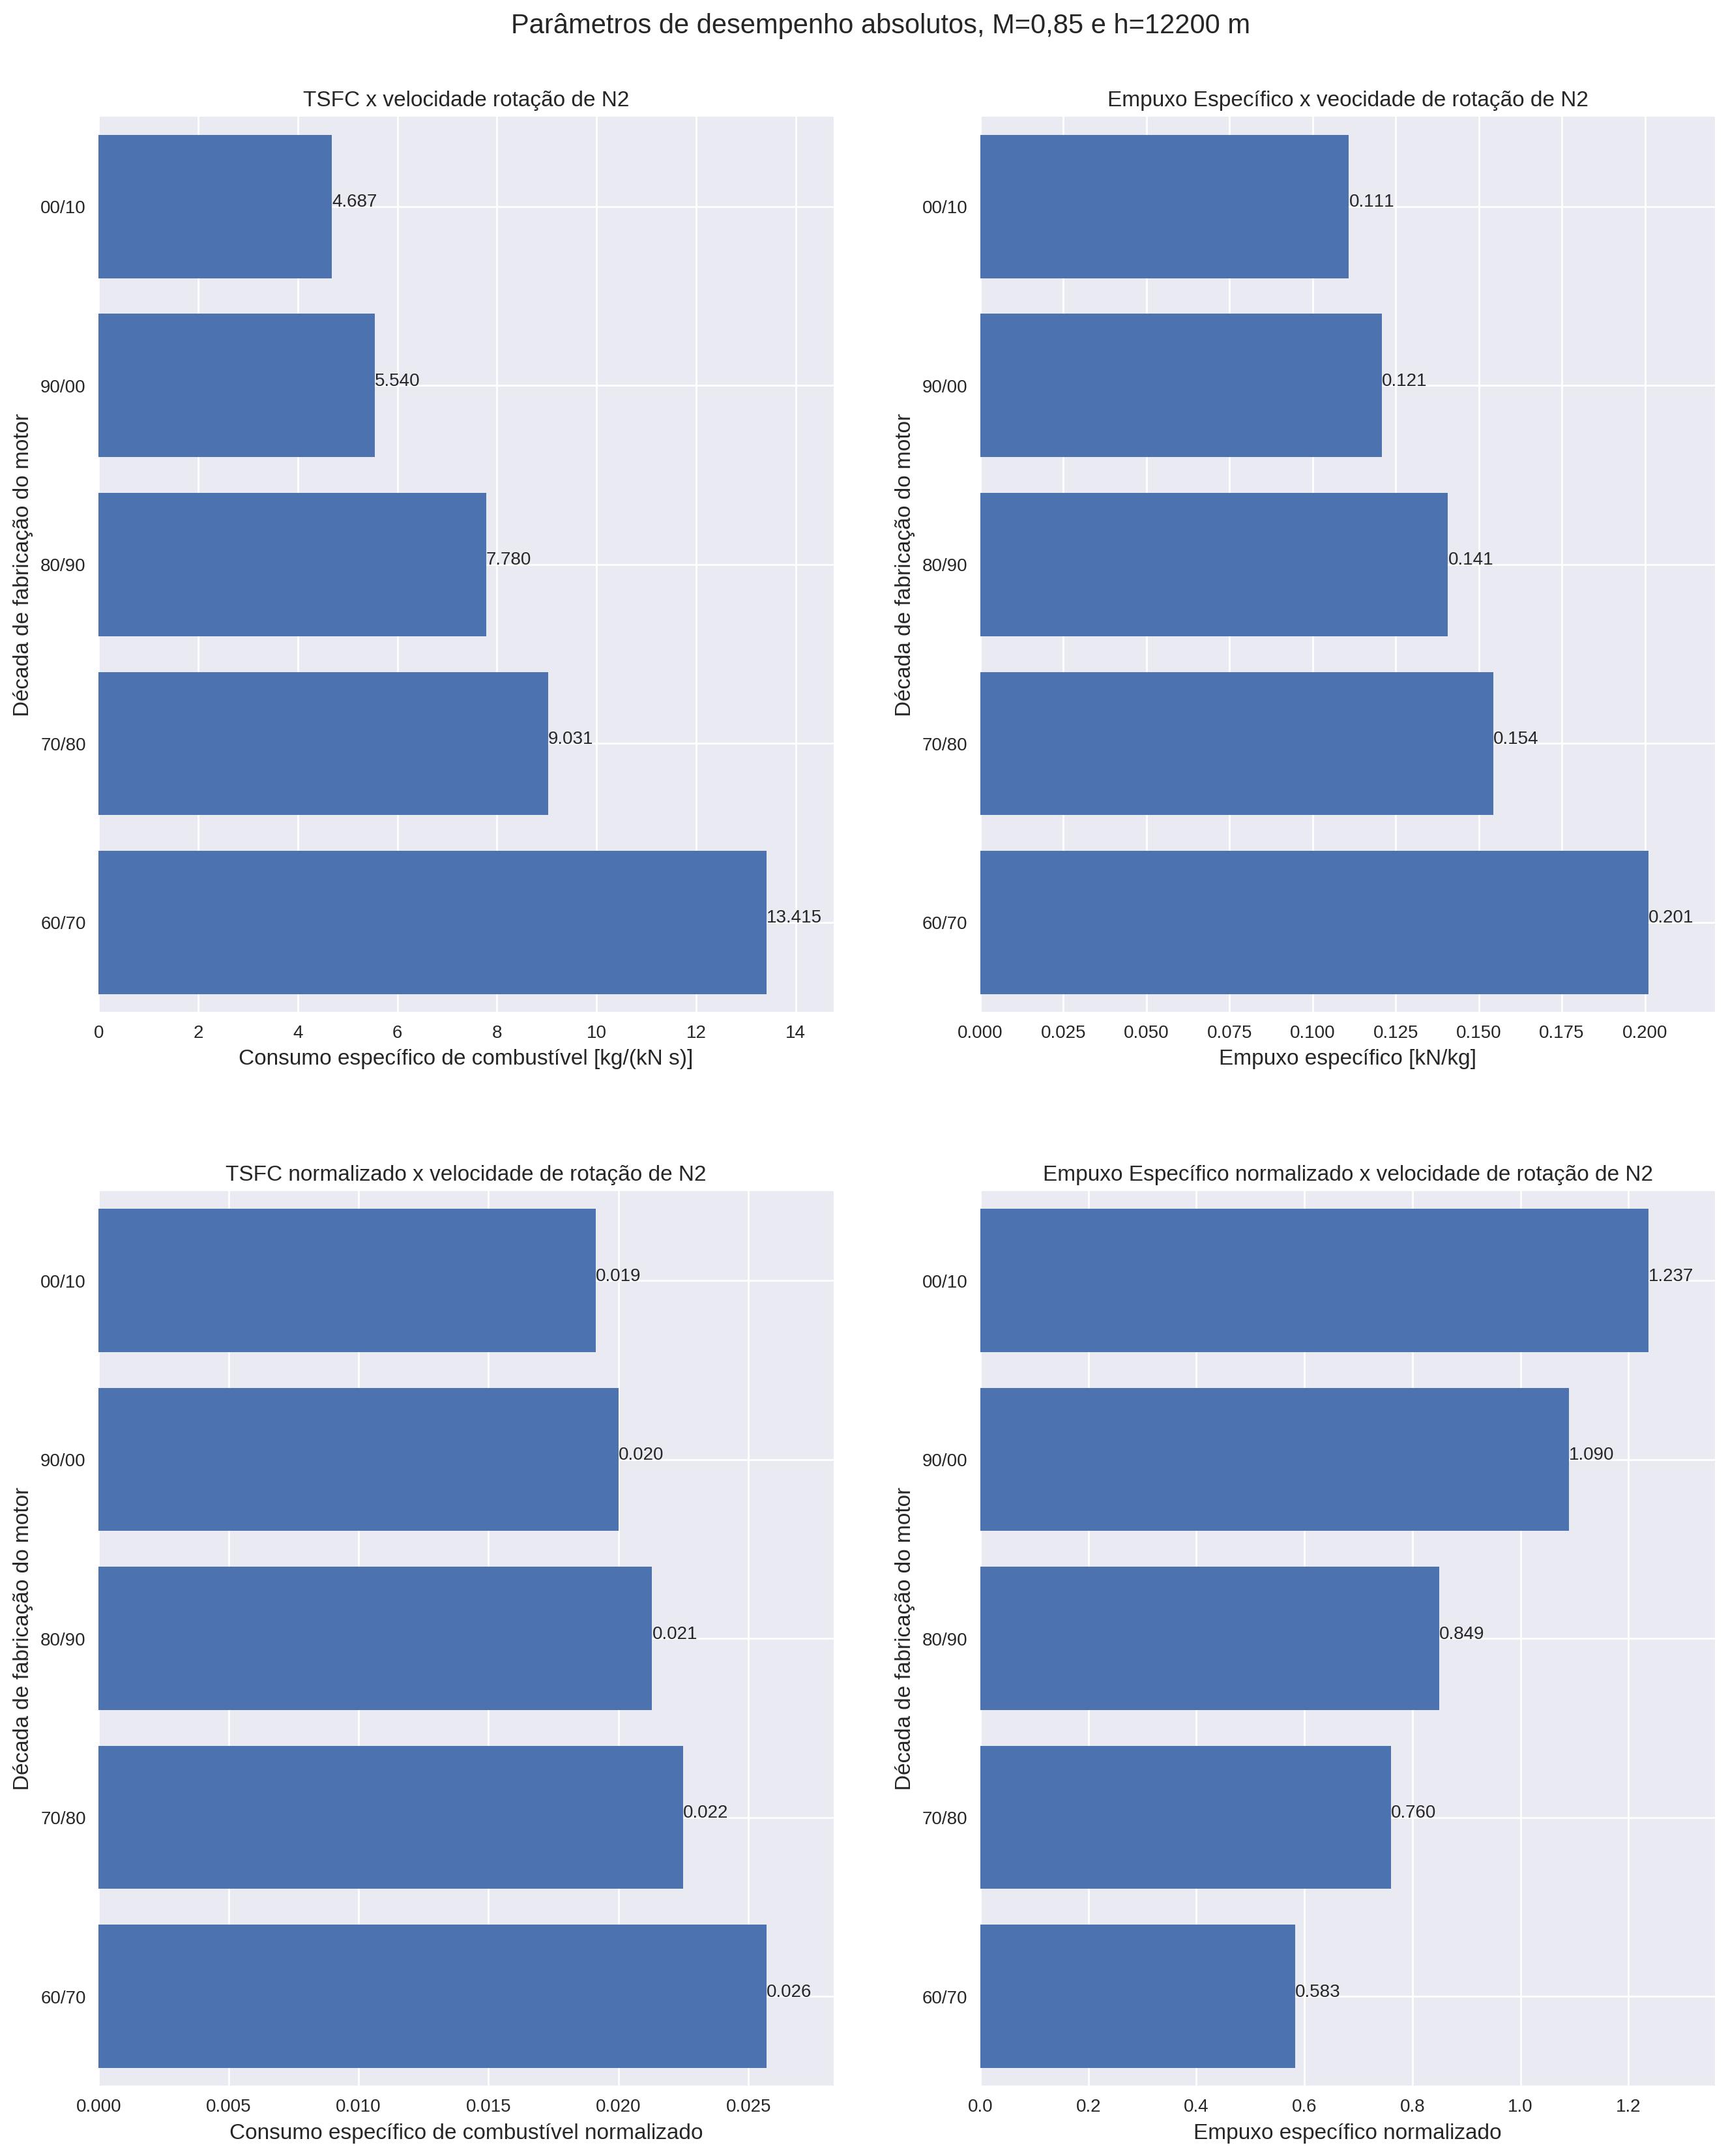 Parâmetros de desempenho absolutos, M=0,85 e h=12200 m
TSFC x velocidade rotação de N2
00/10
4.687
90/00
5.540
80/90
7.780
70/80
9.031
60/70
13.415
Década de fabricação do motor
0 2 4 6 8 10 12 14
Consumo específico de combustível [kg/(kN s)]
Empuxo Específico x veocidade de rotação de N2
00/10
0.111
90/00
0.121
80/90
0.141
70/80
0.154
60/70
0.201
Década de fabricação do motor
0.000 0.025 0.050 0.075 0.100 0.125 0.150 0.175 0.200
Empuxo específico [kN/kg]
TSFC normalizado x velocidade de rotação de N2
00/10
0.019
90/00
0.020
80/90
0.021
70/80
0.022
60/70
0.026
Década de fabricação do motor
0.000 0.005 0.010 0.015 0.020 0.025
Consumo específico de combustível normalizado
Empuxo Específico normalizado x velocidade de rotação de N2
00/10
1.237
90/00
1.090
80/90
0.849
70/80
0.760
60/70
0.583
Década de fabricação do motor
0.0 0.2 0.4 0.6 0.8 1.0 1.2
Empuxo específico normalizado